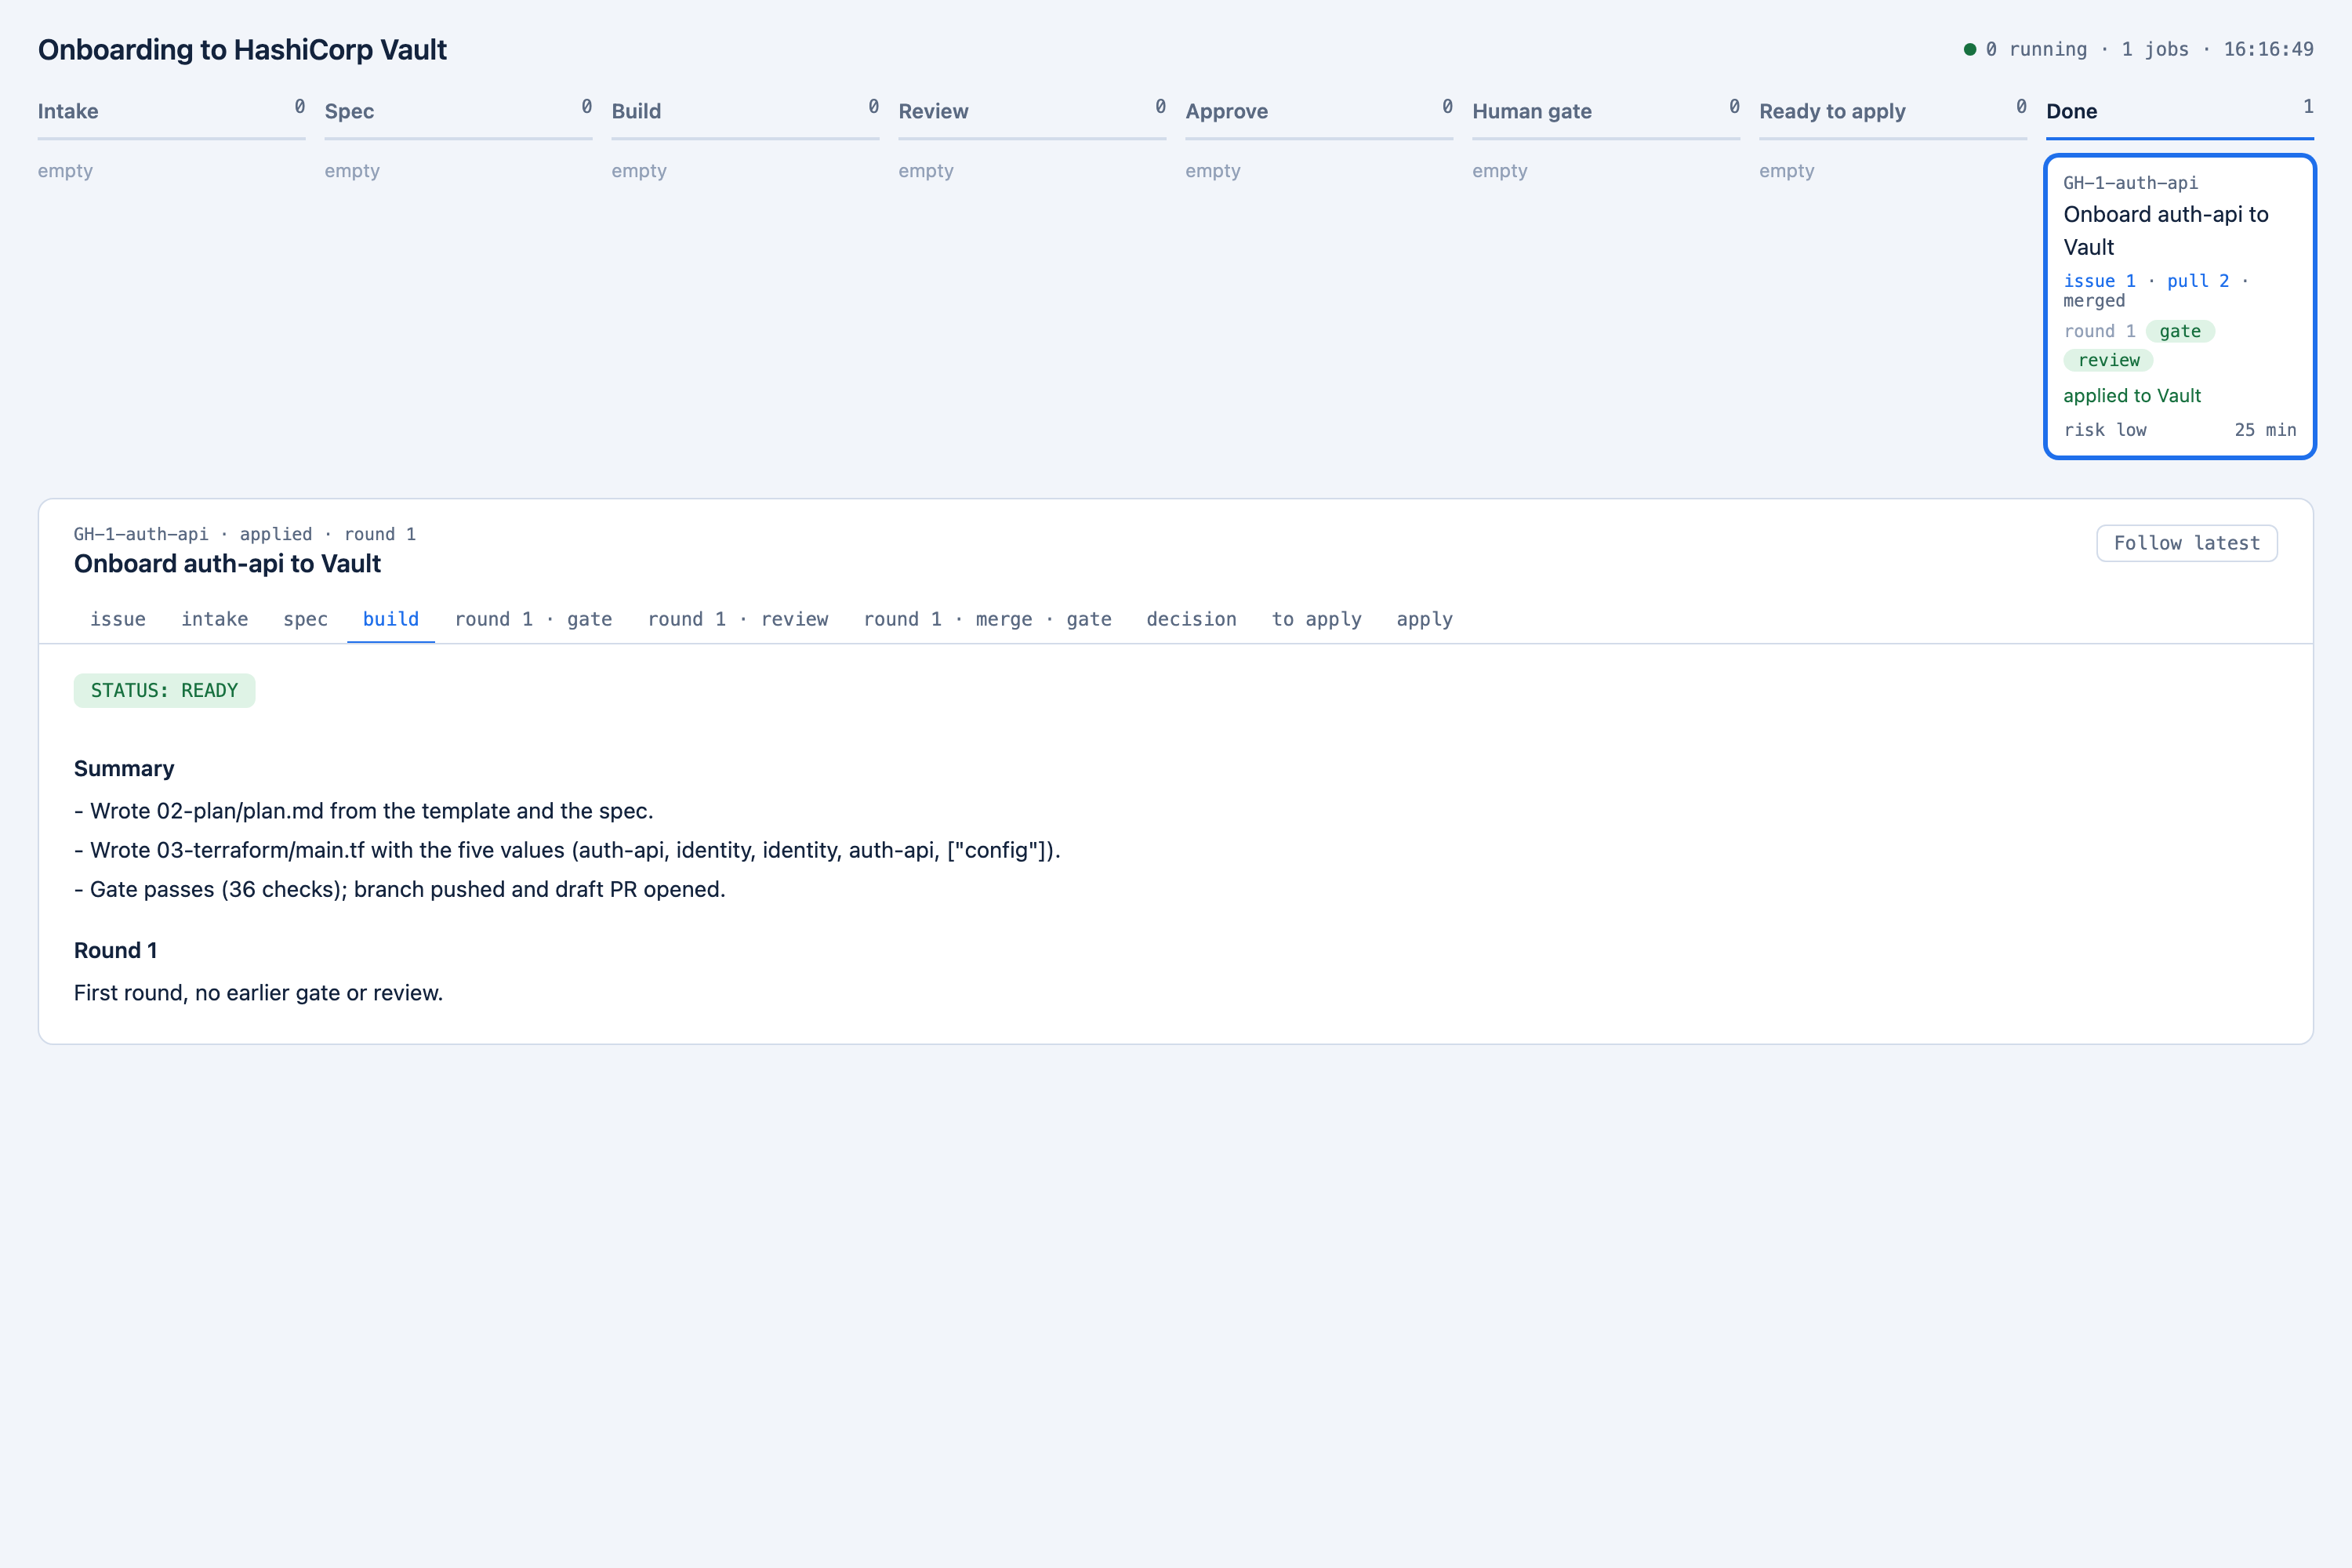 Onboarding to HashiCorp Vault
0 running · 1 jobs · 16:16:49
Intake 0
Spec 0
Build 0
Review 0
Approve 0
Human gate 0
Ready to apply 0
Done 1
empty
empty
empty
empty
empty
empty
empty
GH-1-auth-api
Onboard auth-api to
Vault
issue 1 · pull 2 ·
merged
round 1 gate
review
applied to Vault
risk low 25 min
GH-1-auth-api · applied · round 1
Onboard auth-api to Vault
Follow latest
issue intake spec build round 1 · gate round 1 · review round 1 · merge · gate decision to apply apply
STATUS: READY
Summary
- Wrote 02-plan/plan.md from the template and the spec.
- Wrote 03-terraform/main.tf with the five values (auth-api, identity, identity, auth-api, ["config"]).
- Gate passes (36 checks); branch pushed and draft PR opened.
Round 1
First round, no earlier gate or review.